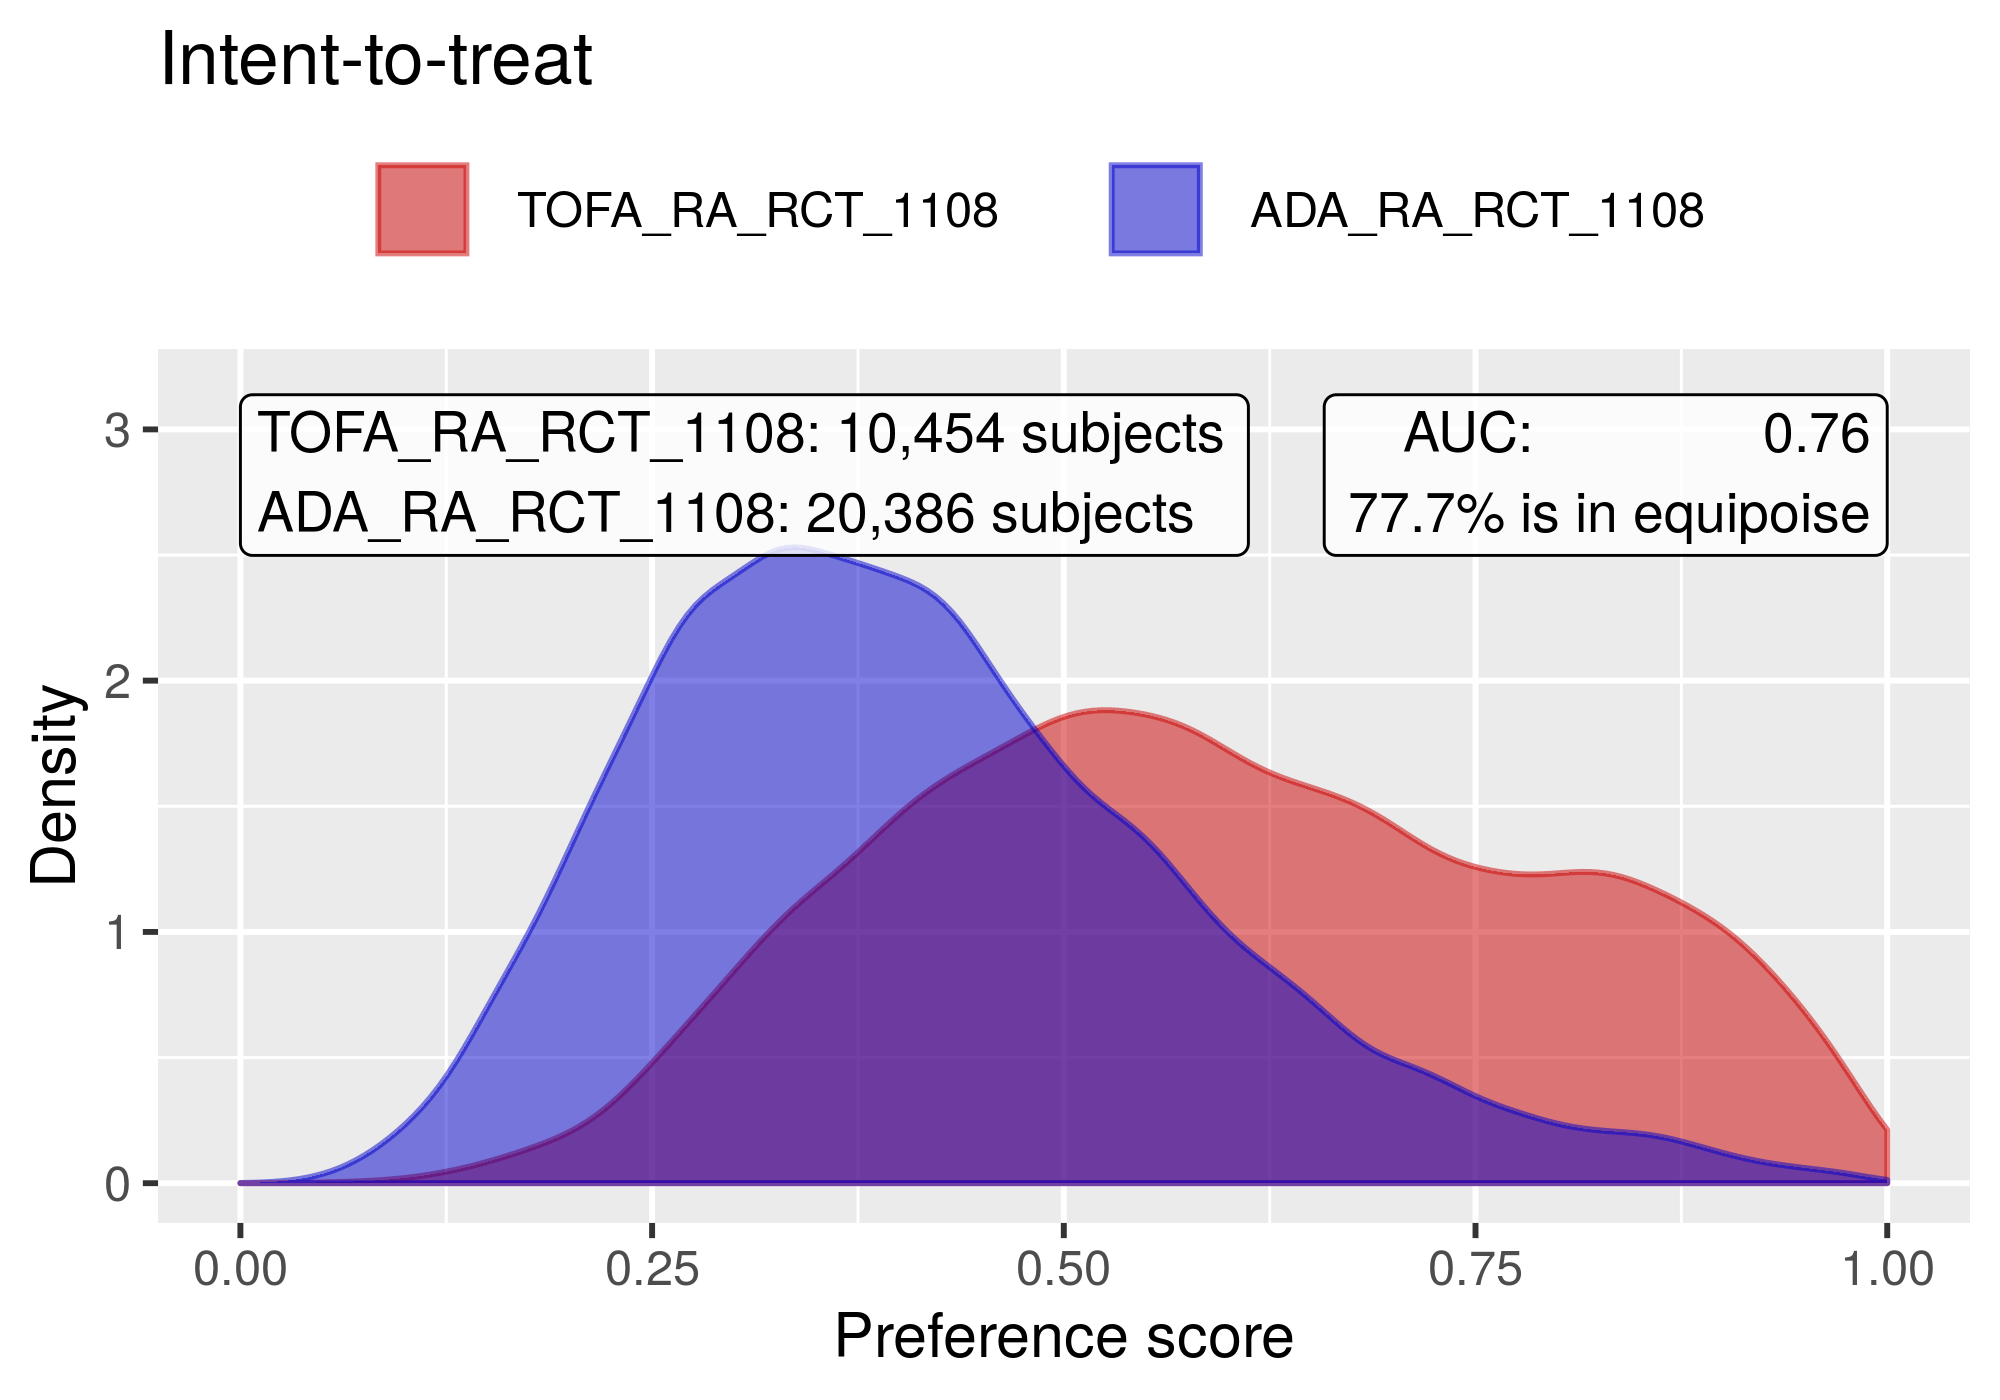 Intent-to-treat
TOFA_RA_RCT_1108 ADA_RA_RCT_1108
TOFA_RA_RCT_1108: 10,454 subjects
ADA_RA_RCT_1108: 20,386 subjects
AUC: 0.76
77.7% is in equipoise
3
2
1
0
Density
0.00 0.25 0.50 0.75 1.00
Preference score